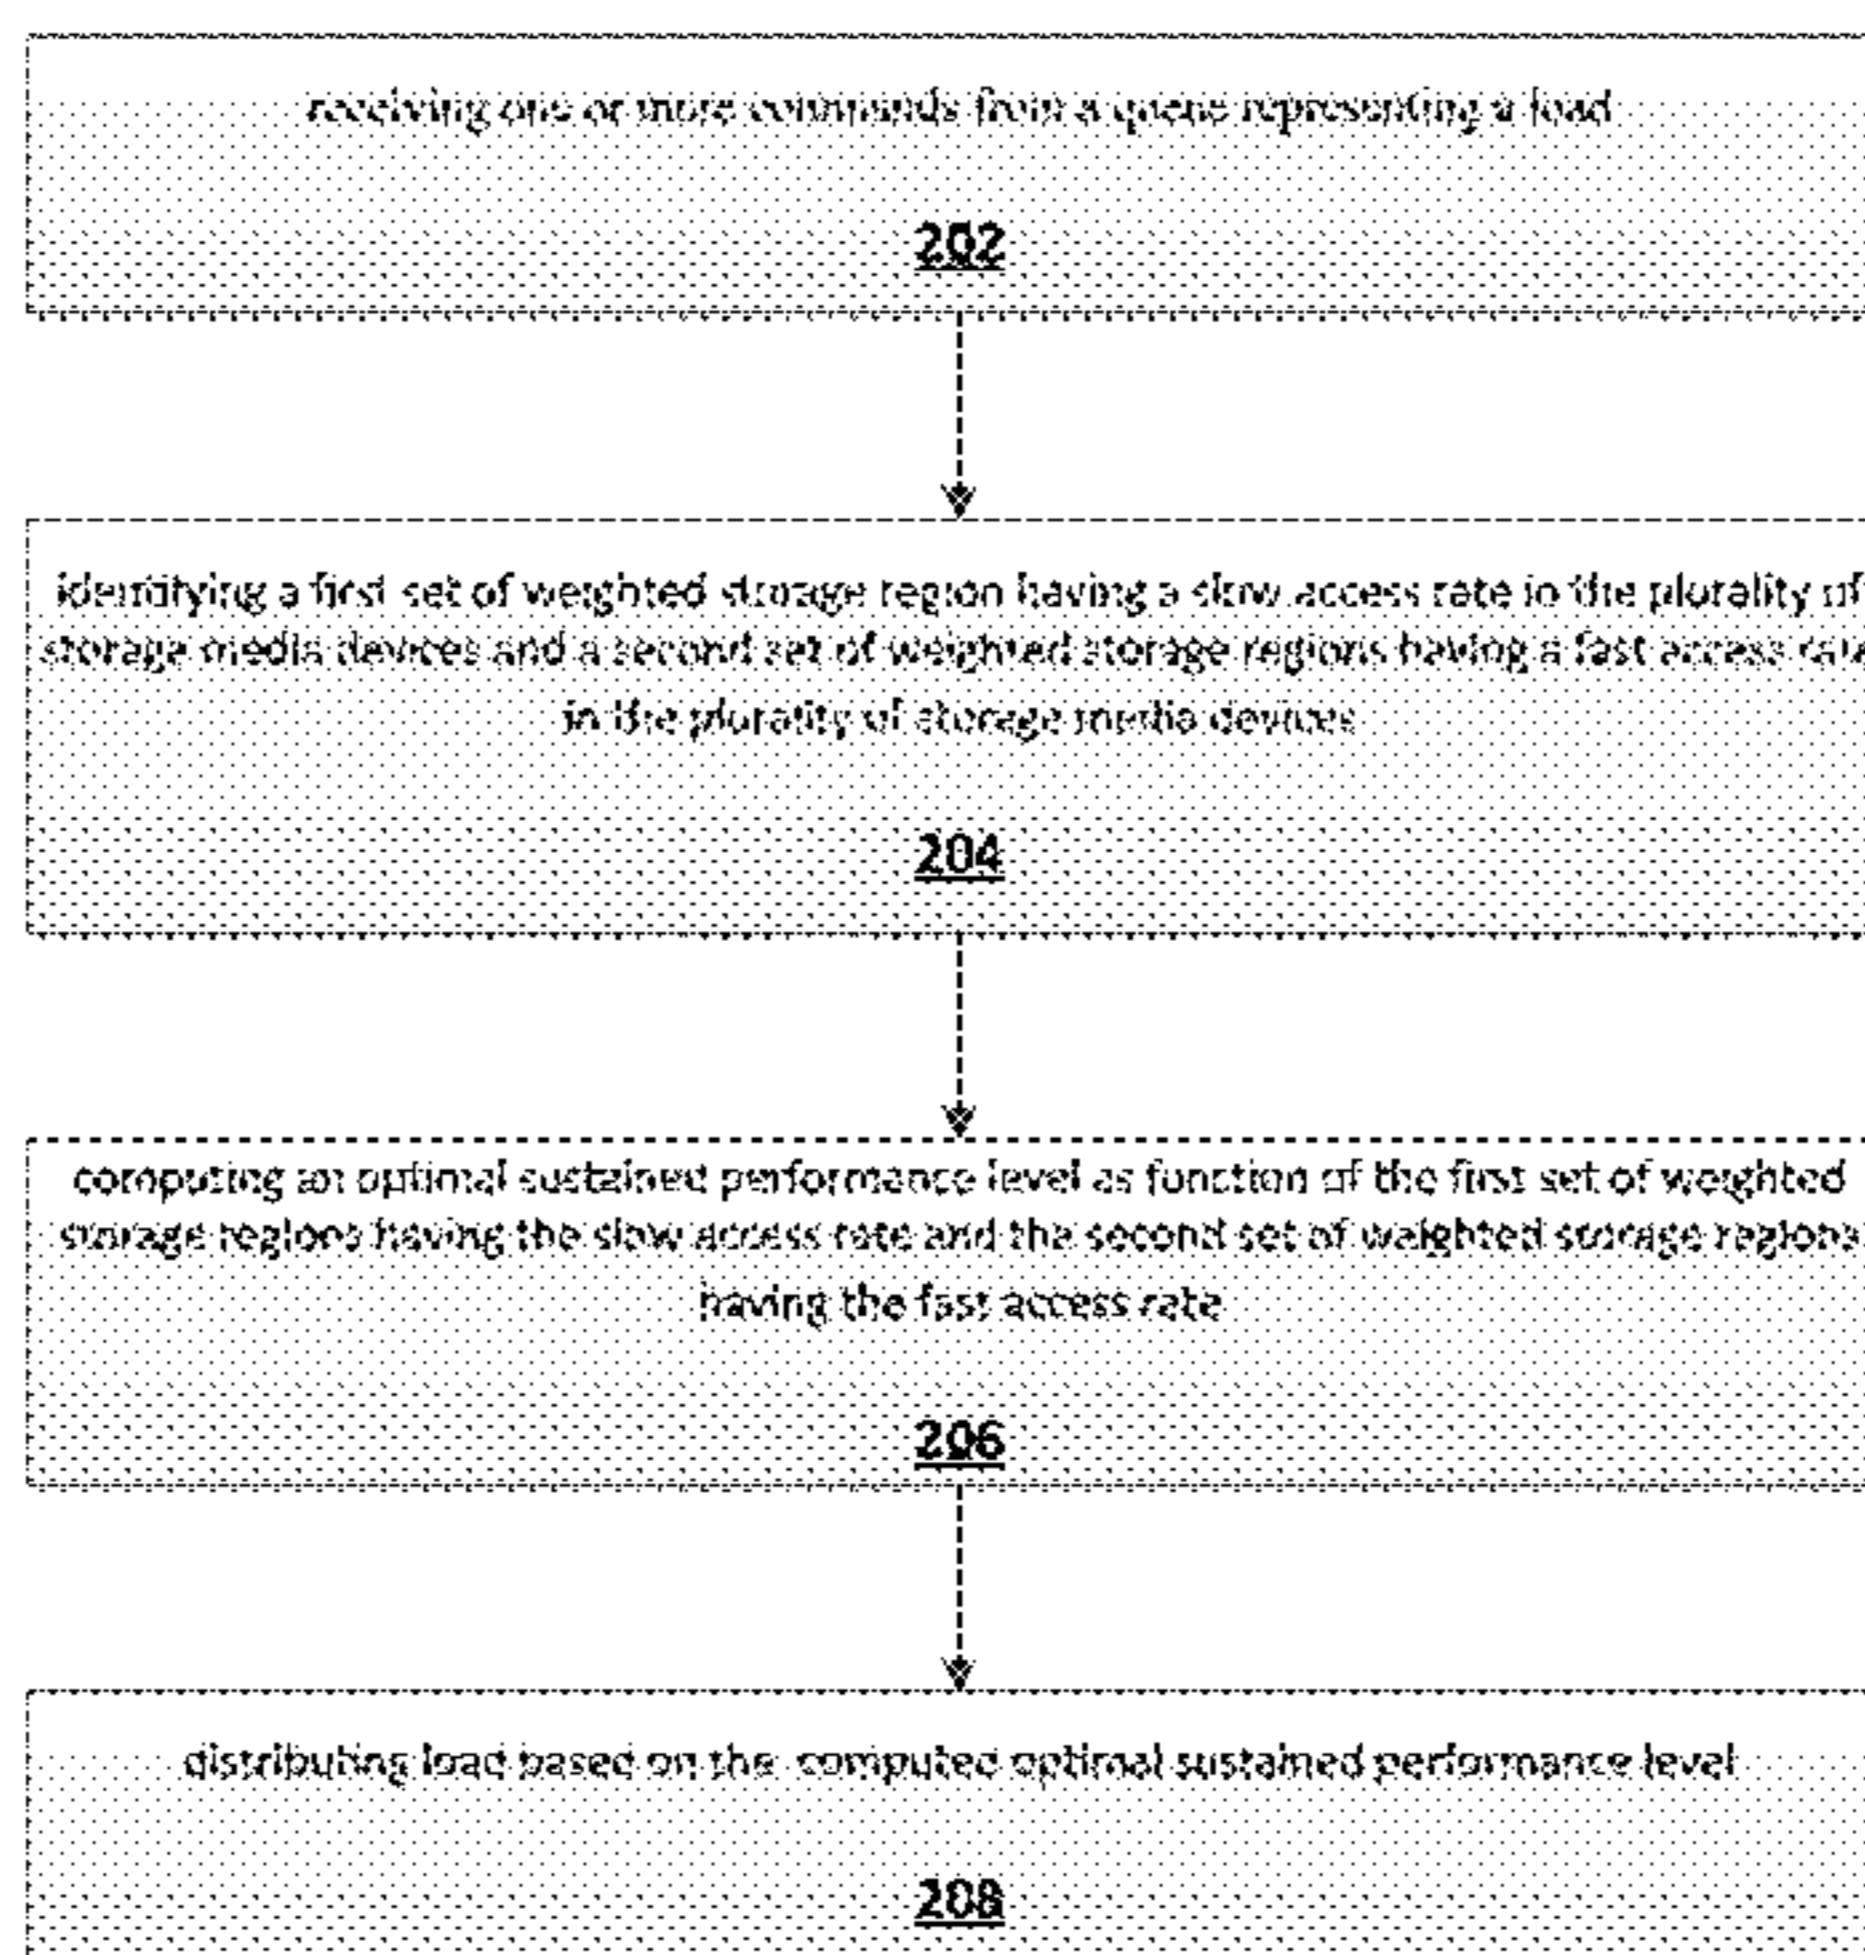 receiving one or more commands from a queue representing a load
202
identifying a first set of weighted storage region having a slow access rate in the plurality of
storage media devices and a second set of weighted storage regions having a fast access rate
in the plurality of storage media devices
204
computing an optimal sustained performance level as function of the first set of weighted
storage regions having the slow access rate and the second set of weighted storage regions
having the fast access rate
206
distributing load based on the computed optimal sustained performance level
208